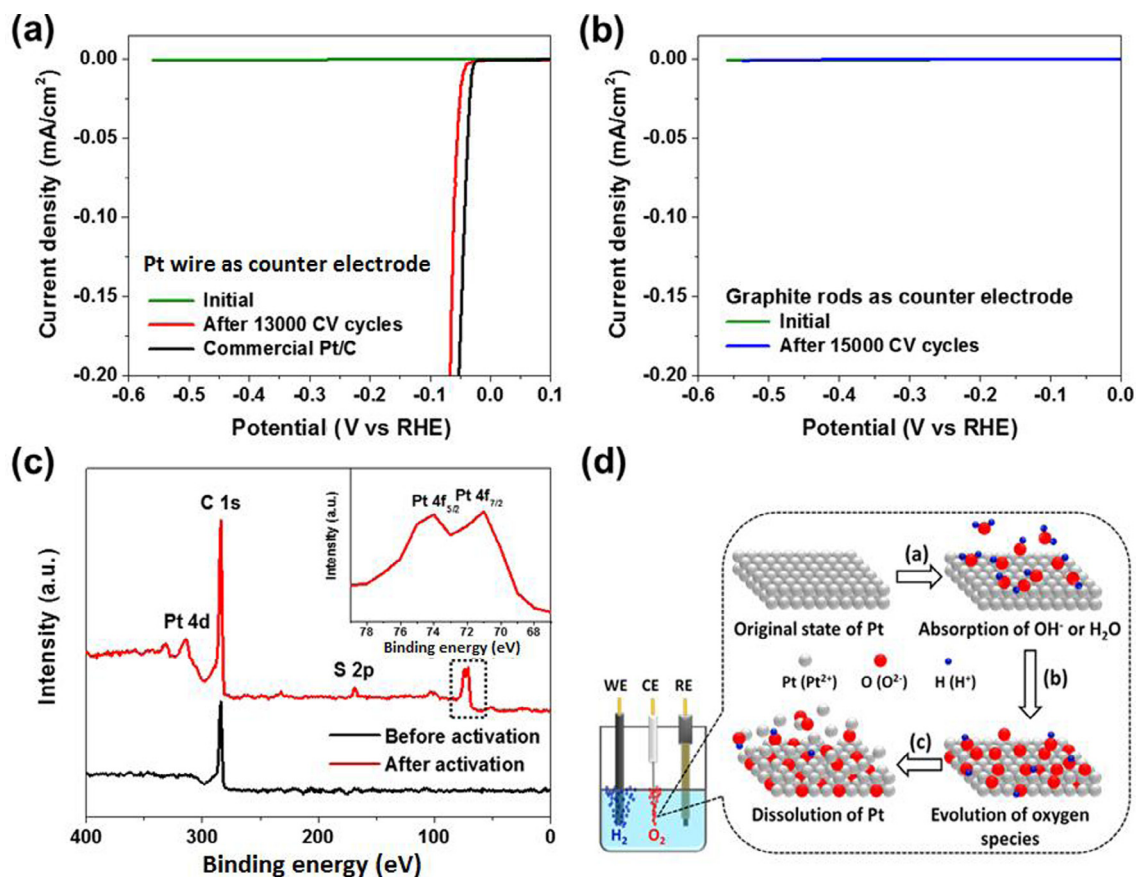 (a)
0.00
-0.05
-0.10
-0.15
-0.20
Current density (mA/cm²)
Pt wire as counter electrode
Initial
After 13000 CV cycles
Commercial Pt/C
-0.6 -0.5 -0.4 -0.3 -0.2 -0.1 0.0 0.1
Potential (V vs RHE)
(b)
0.00
-0.05
-0.10
-0.15
-0.20
Current density (mA/cm²)
Graphite rods as counter electrode
Initial
After 15000 CV cycles
-0.6 -0.5 -0.4 -0.3 -0.2 -0.1 0.0
Potential (V vs RHE)
(c)
Intensity (a.u.)
C 1s
Pt 4d
S 2p
Before activation
After activation
400 300 200 100 0
Binding energy (eV)
Intensity (a.u.)
Pt 4f5/2 Pt 4f7/2
78 76 74 72 70 68
Binding energy (eV)
(d)
(a)
Original state of Pt
Absorption of OH⁻ or H₂O
Pt (Pt²⁺)
O (O²⁻)
H (H⁺)
(b)
(c)
Dissolution of Pt
Evolution of oxygen
species
WE CE RE
H₂ O₂